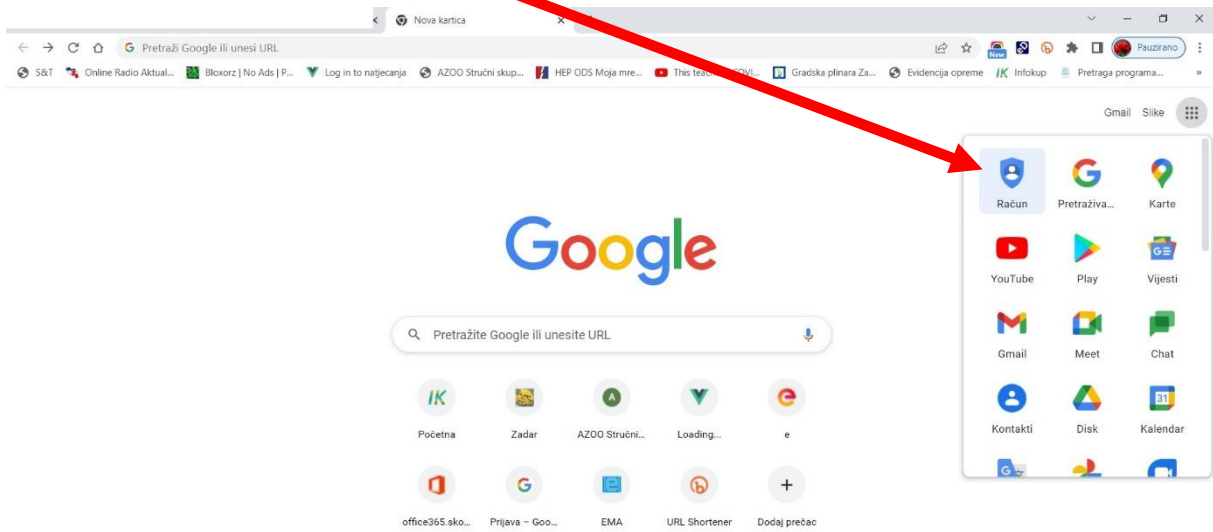 Nova kartica
Pretraži Google ili unesi URL
New
Pauzirano
S&T
Online Radio Aktual...
Bloxorz | No Ads | P...
Log in to natjecanja
AZOO Stručni skup...
HEP ODS Moja mre...
Gradska plinara Za...
Evidencija opreme
Infokup
Pretraga programa...
Gmail Slike
Račun Pretraživa... Karte
YouTube Play Vijesti
Gmail Meet Chat
31
Kontakti Disk Kalendar
Google
Pretražite Google ili unesite URL
IK
A
Početna Zadar AZOO Stručni... Loading... e
office365.sko... Prijava – Goo... EMA URL Shortener Dodaj prečac